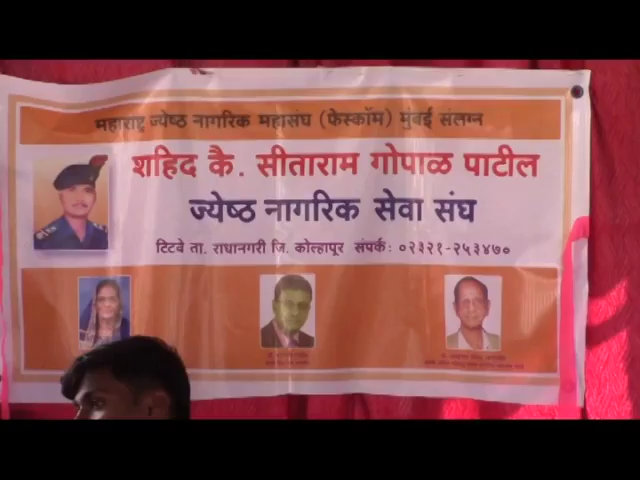 महाराष्ट्र ज्येष्ठ नागरिक महासंघ (फेस्कॉम) मुंबई संलग्न
शहिद कै. सीताराम गोपाळ पाटील
ज्येष्ठ नागरिक सेवा संघ
टिटवे ता. राधानगरी जि. कोल्हापूर संपर्क: ०२३२१-२५३४७०